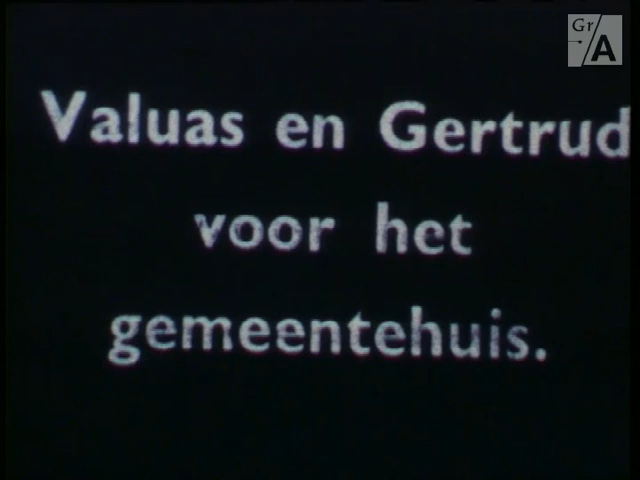 Gr
A
Valuas en Gertrud
voor het
gemeentehuis.